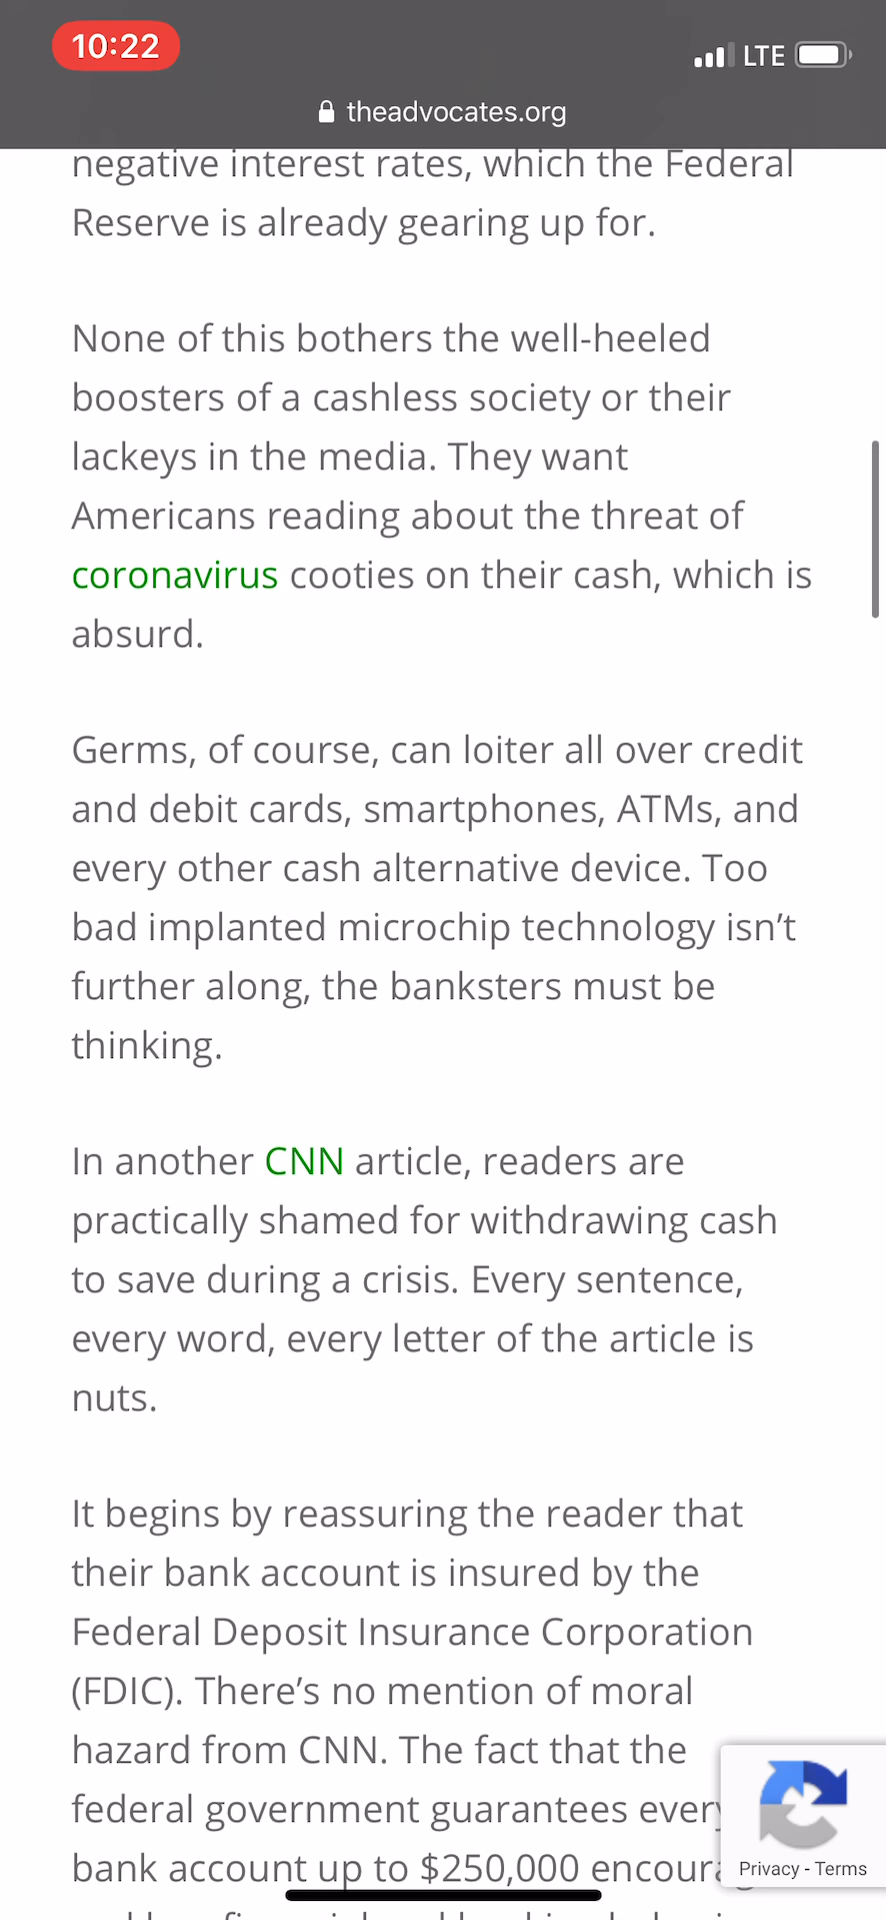 10:22
LTE
theadvocates.org
negative interest rates, which the Federal
Reserve is already gearing up for.
None of this bothers the well-heeled
boosters of a cashless society or their
lackeys in the media. They want
Americans reading about the threat of
coronavirus cooties on their cash, which is
absurd.
Germs, of course, can loiter all over credit
and debit cards, smartphones, ATMs, and
every other cash alternative device. Too
bad implanted microchip technology isn’t
further along, the banksters must be
thinking.
In another CNN article, readers are
practically shamed for withdrawing cash
to save during a crisis. Every sentence,
every word, every letter of the article is
nuts.
It begins by reassuring the reader that
their bank account is insured by the
Federal Deposit Insurance Corporation
(FDIC). There’s no mention of moral
hazard from CNN. The fact that the
federal government guarantees every
bank account up to $250,000
Privacy - Terms